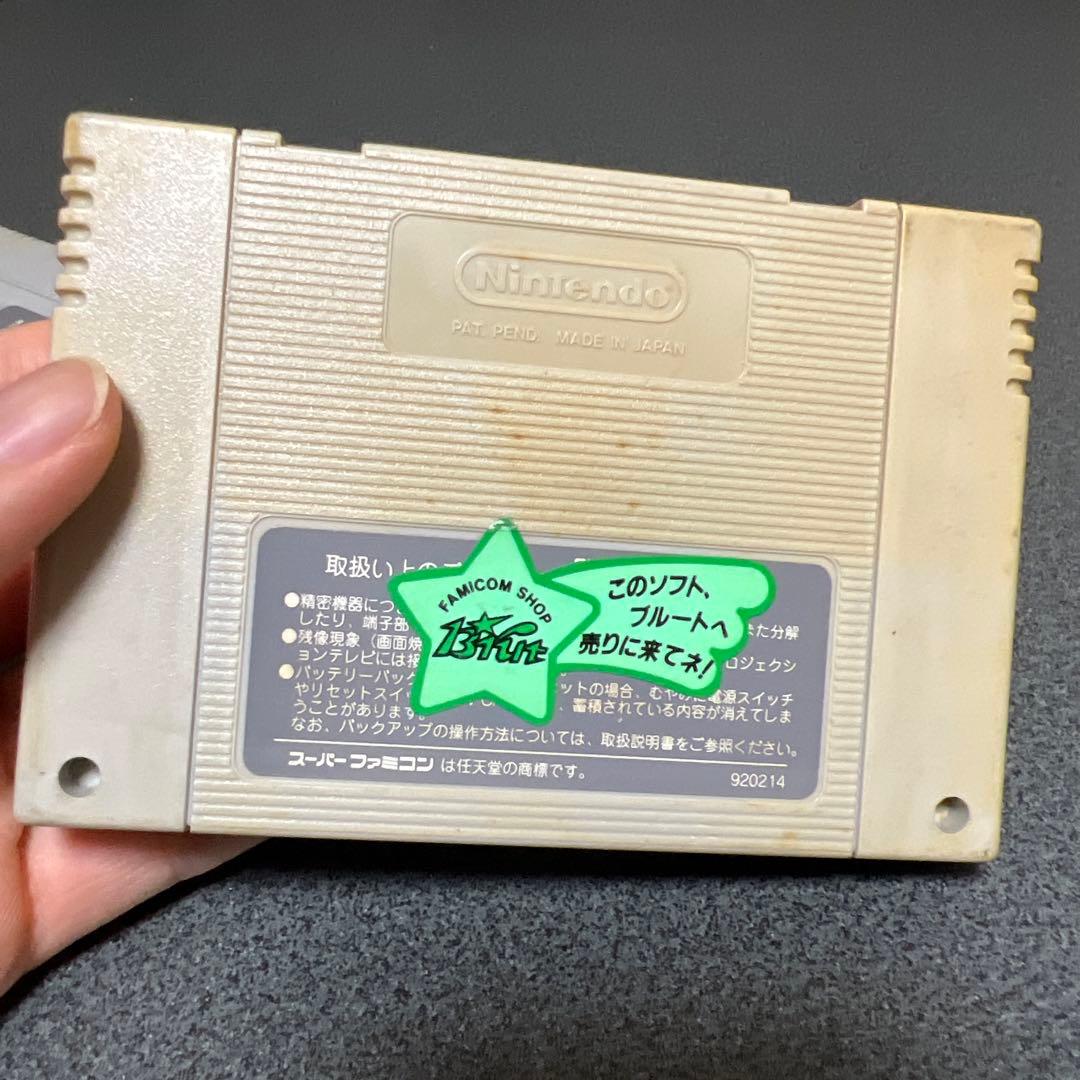 Nintendo
PAT. PEND. MADE IN JAPAN
取扱い上の
●精密機器につ
また分解
したり、端子部
●残像現象（画面焼
ロジェクシ
ョンテレビには接
●バッテリーバック
ットの場合、むやみに電源スイッチ
やリセットスイッ
、蓄積されている内容が消えてしま
うことがあります。
なお、バックアップの操作方法については、取扱説明書をご参照ください。
スーパーファミコンは任天堂の商標です。
920214
FAMICOM SHOP
Brute
このソフト、
ブルートへ
売りに来てネ!